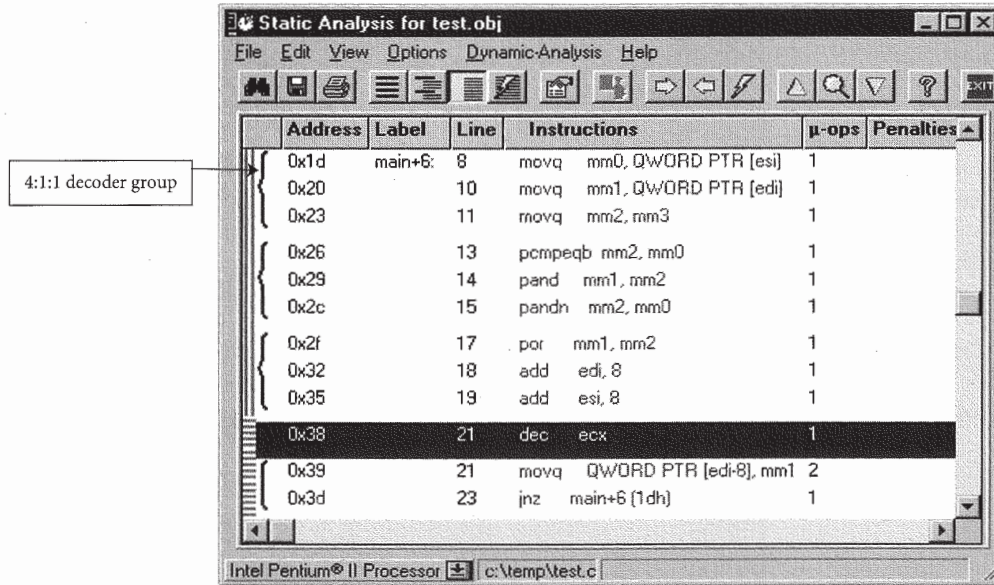 Static Analysis for test.obj
File Edit View Options Dynamic-Analysis Help
EXIT
Address Label Line Instructions μ-ops Penalties
4:1:1 decoder group
0x1d main+6: 8 movq mm0, QWORD PTR [esi] 1
0x20 10 movq mm1, QWORD PTR [edi] 1
0x23 11 movq mm2, mm3 1
0x26 13 pcmpeqb mm2, mm0 1
0x29 14 pand mm1, mm2 1
0x2c 15 pandn mm2, mm0 1
0x2f 17 por mm1, mm2 1
0x32 18 add edi, 8 1
0x35 19 add esi, 8 1
0x38 21 dec ecx 1
0x39 21 movq QWORD PTR [edi-8], mm1 2
0x3d 23 jnz main+6 (1dh) 1
Intel Pentium® II Processor c:\temp\test.c